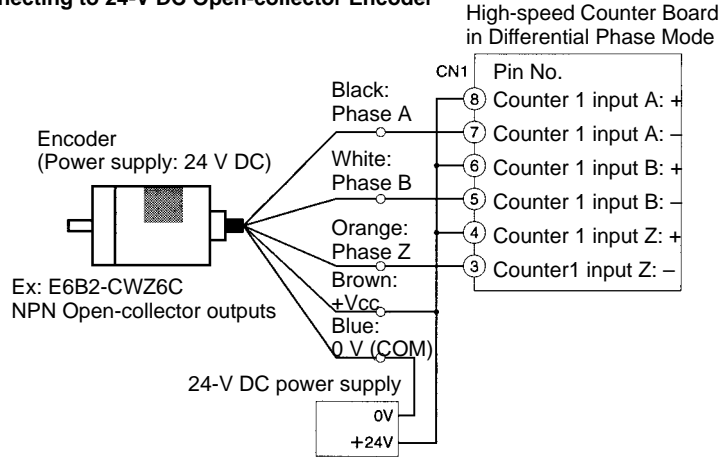 necting to 24-V DC Open-collector Encoder
High-speed Counter Board
in Differential Phase Mode
CN1
Pin No.
8 Counter 1 input A: +
7 Counter 1 input A: –
6 Counter 1 input B: +
5 Counter 1 input B: –
4 Counter 1 input Z: +
3 Counter1 input Z: –
Black:
Phase A
White:
Phase B
Orange:
Phase Z
Brown:
+Vcc
Blue:
0 V (COM)
Encoder
(Power supply: 24 V DC)
Ex: E6B2-CWZ6C
NPN Open-collector outputs
24-V DC power supply
0V
+24V